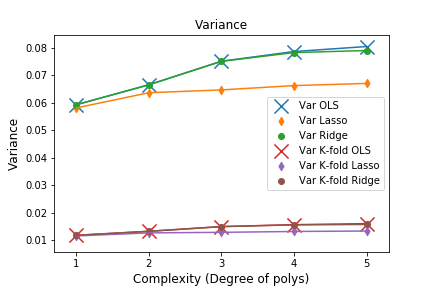 Variance
0.08
0.07
0.06
0.05
0.04
0.03
0.02
0.01
Variance
Var OLS
Var Lasso
Var Ridge
Var K-fold OLS
Var K-fold Lasso
Var K-fold Ridge
1 2 3 4 5
Complexity (Degree of polys)